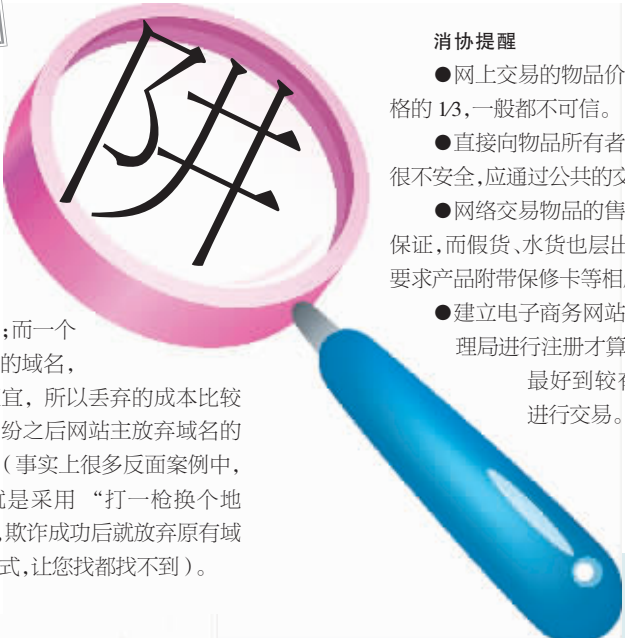 阱
;而一个
的域名,
宜，所以丢弃的成本比较
纷之后网站主放弃域名的
（事实上很多反面案例中，
就是采用 “打一枪换个地
,欺诈成功后就放弃原有域
式,让您找都找不到）。
消协提醒
●网上交易的物品价
格的 1/3,一般都不可信。
●直接向物品所有者
很不安全,应通过公共的交
●网络交易物品的售
保证,而假货、水货也层出
要求产品附带保修卡等相
●建立电子商务网站
理局进行注册才算
最好到较有
进行交易。